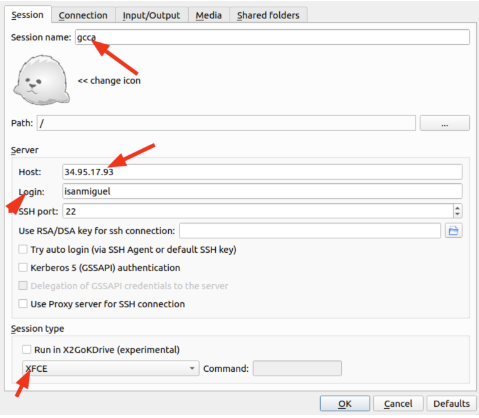 Session Connection Input/Output Media Shared folders
Session name: gcca
<< change icon
Path: / ...
Server
Host: 34.95.17.93
Login: isanmiguel
SSH port: 22
Use RSA/DSA key for ssh connection:
Try auto login (via SSH Agent or default SSH key)
Kerberos 5 (GSSAPI) authentication
Delegation of GSSAPI credentials to the server
Use Proxy server for SSH connection
Session type
Run in X2GoKDrive (experimental)
XFCE Command:
OK Cancel Defaults